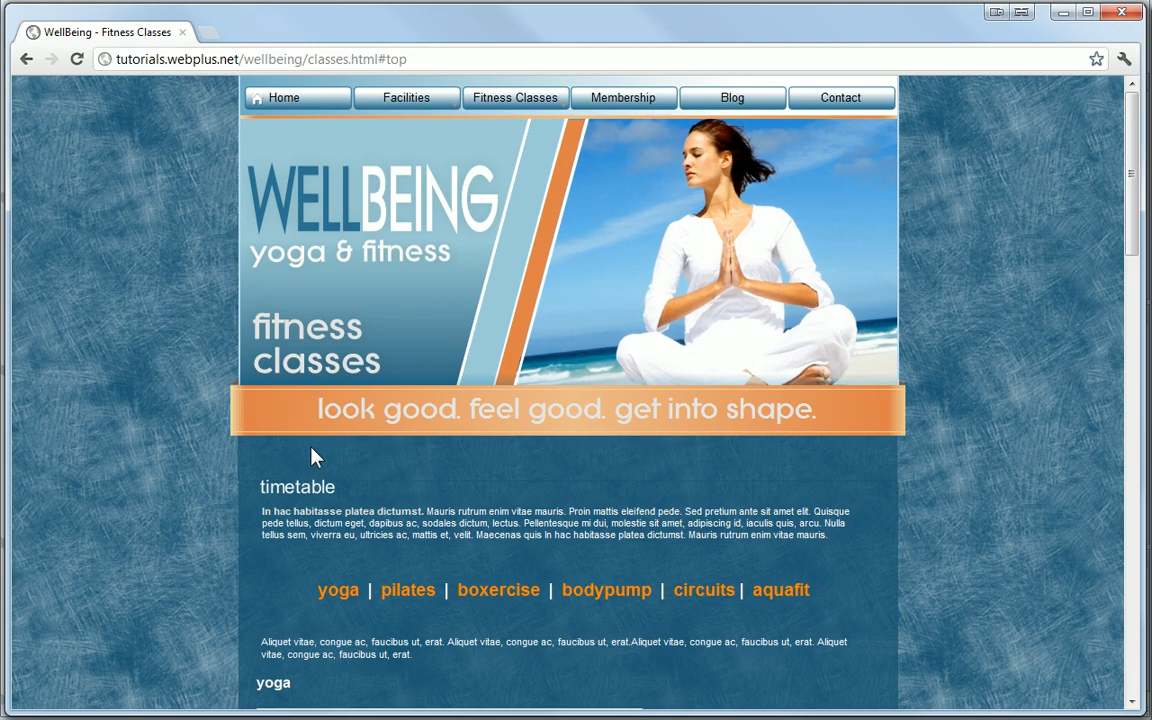 WellBeing - Fitness Classes
tutorials.webplus.net/wellbeing/classes.html#top
Home Facilities Fitness Classes Membership Blog Contact
WELLBEING
yoga & fitness
fitness
classes
look good. feel good. get into shape.
timetable
In hac habitasse platea dictumst. Mauris rutrum enim vitae mauris. Proin mattis eleifend pede. Sed pretium ante sit amet elit. Quisque
pede tellus, dictum eget, dapibus ac, sodales dictum, lectus. Pellentesque mi dui, molestie sit amet, adipiscing id, iaculis quis, arcu. Nulla
tellus sem, viverra eu, ultricies ac, mattis et, velit. Maecenas quis In hac habitasse platea dictumst. Mauris rutrum enim vitae mauris.
yoga | pilates | boxercise | bodypump | circuits | aquafit
Aliquet vitae, congue ac, faucibus ut, erat. Aliquet vitae, congue ac, faucibus ut, erat.Aliquet vitae, congue ac, faucibus ut, erat. Aliquet
vitae, congue ac, faucibus ut, erat.
yoga